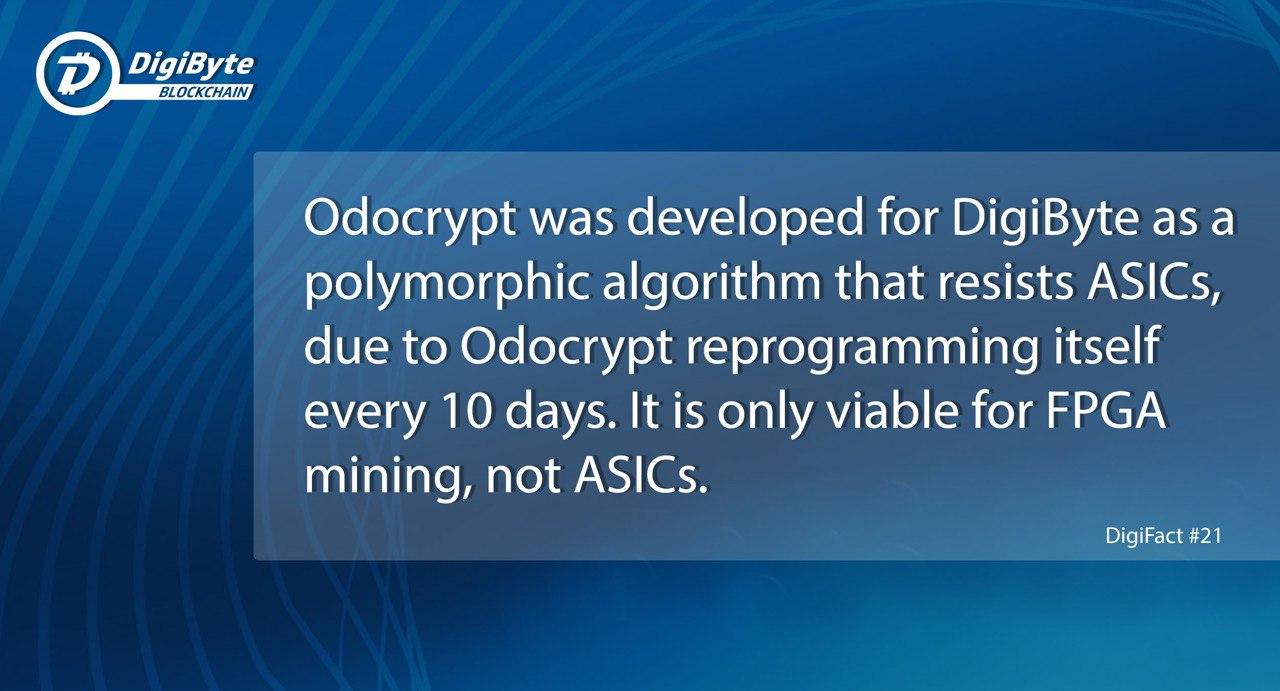 DigiByte
BLOCKCHAIN
Odocrypt was developed for DigiByte as a
polymorphic algorithm that resists ASICs,
due to Odocrypt reprogramming itself
every 10 days. It is only viable for FPGA
mining, not ASICs.
DigiFact #21